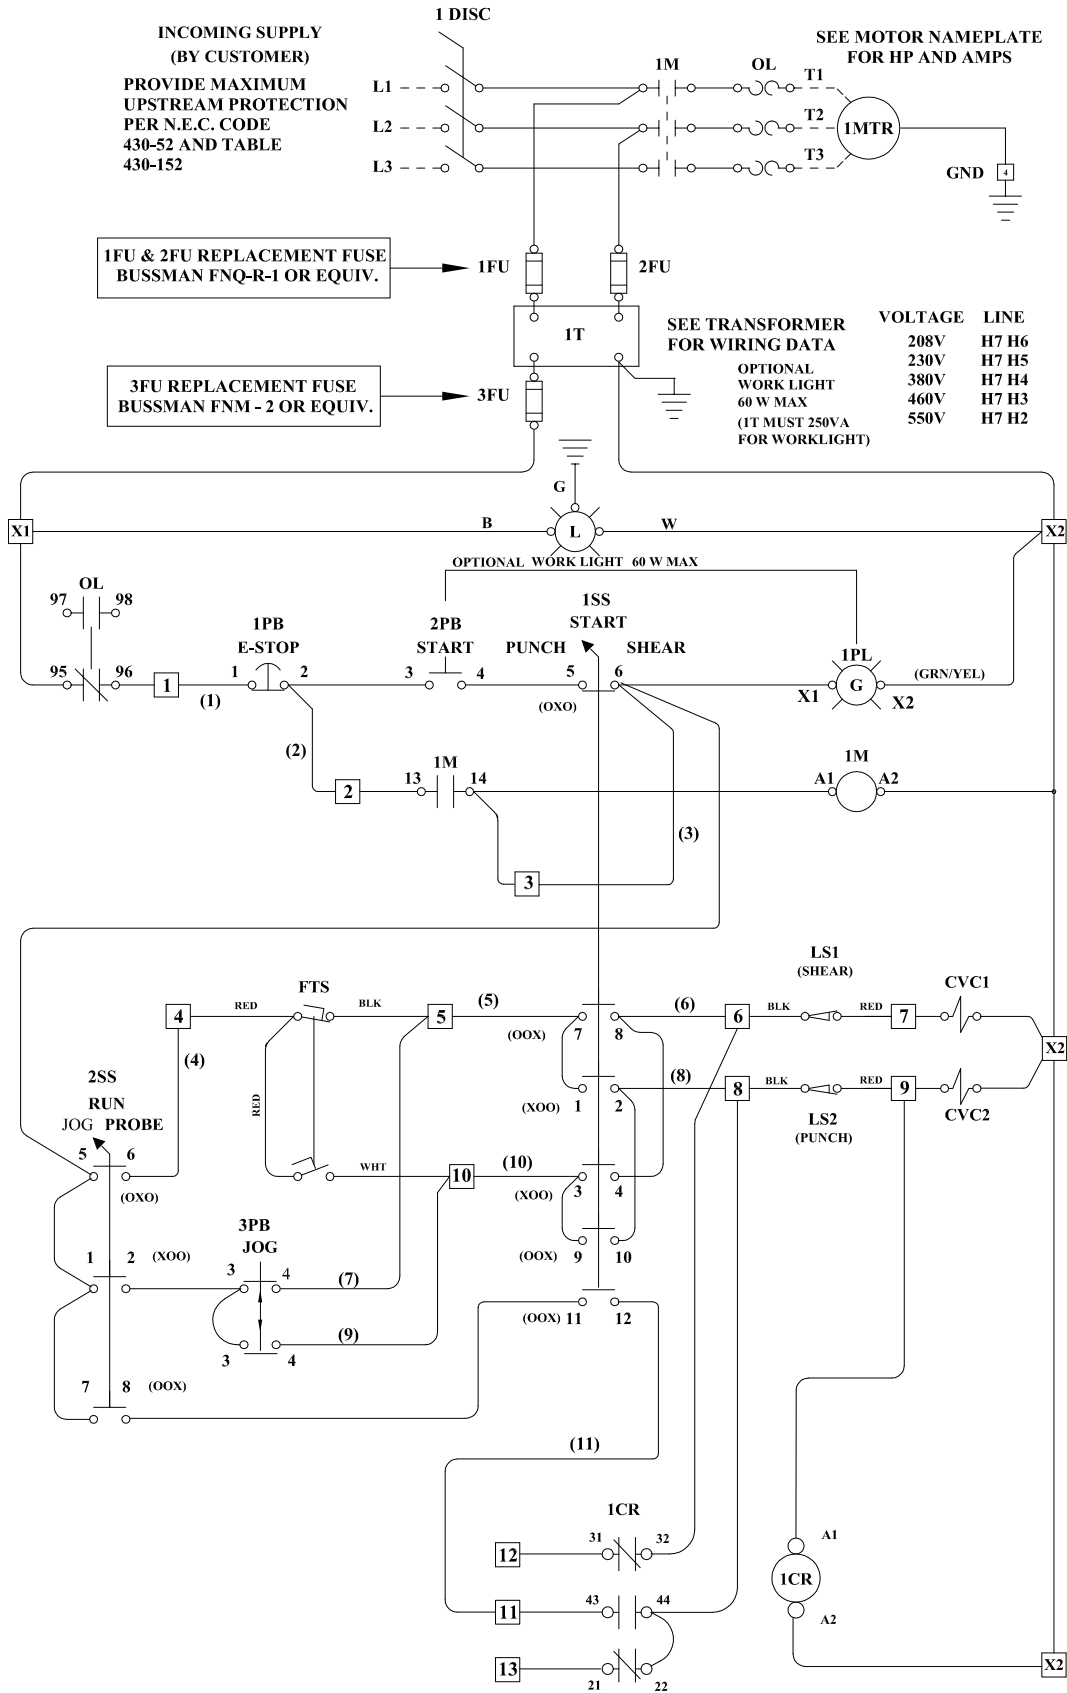 1 DISC
INCOMING SUPPLY
(BY CUSTOMER)
PROVIDE MAXIMUM
UPSTREAM PROTECTION
PER N.E.C. CODE
430-52 AND TABLE
430-152
L1
L2
L3
1M
OL
SEE MOTOR NAMEPLATE
FOR HP AND AMPS
T1
T2
T3
1MTR
GND
4
1FU & 2FU REPLACEMENT FUSE
BUSSMAN FNQ-R-1 OR EQUIV.
1FU
2FU
1T
SEE TRANSFORMER
FOR WIRING DATA
OPTIONAL
WORK LIGHT
60 W MAX
(1T MUST 250VA
FOR WORKLIGHT)
VOLTAGE LINE
208V H7 H6
230V H7 H5
380V H7 H4
460V H7 H3
550V H7 H2
3FU REPLACEMENT FUSE
BUSSMAN FNM - 2 OR EQUIV.
3FU
G
X1
B
L
W
X2
OPTIONAL WORK LIGHT 60 W MAX
OL
97 98
95 96
1
(1)
1PB
E-STOP
1 2
2PB
START
3 4
1SS
START
PUNCH SHEAR
5 6
(OXO)
1PL
X1 G X2
(GRN/YEL)
(2)
2
1M
13 14
1M
A1 A2
(3)
3
LS1
(SHEAR)
CVC1
FTS
4
RED
BLK
5
(5)
(OOX)
7 8
(6)
6
BLK
RED
7
X2
(4)
RED
(XOO)
1 2
(8)
8
BLK
RED
9
LS2
(PUNCH)
CVC2
2SS
RUN
JOG PROBE
5 6
(OXO)
WHT
10
(10)
(XOO)
3 4
3PB
JOG
1 2
(XOO)
3 4
(7)
(OOX)
9 10
(OOX)
11 12
3 4
(9)
7 8
(OOX)
(11)
1CR
12
31 32
11
43 44
13
21 22
A1
1CR
A2
X2